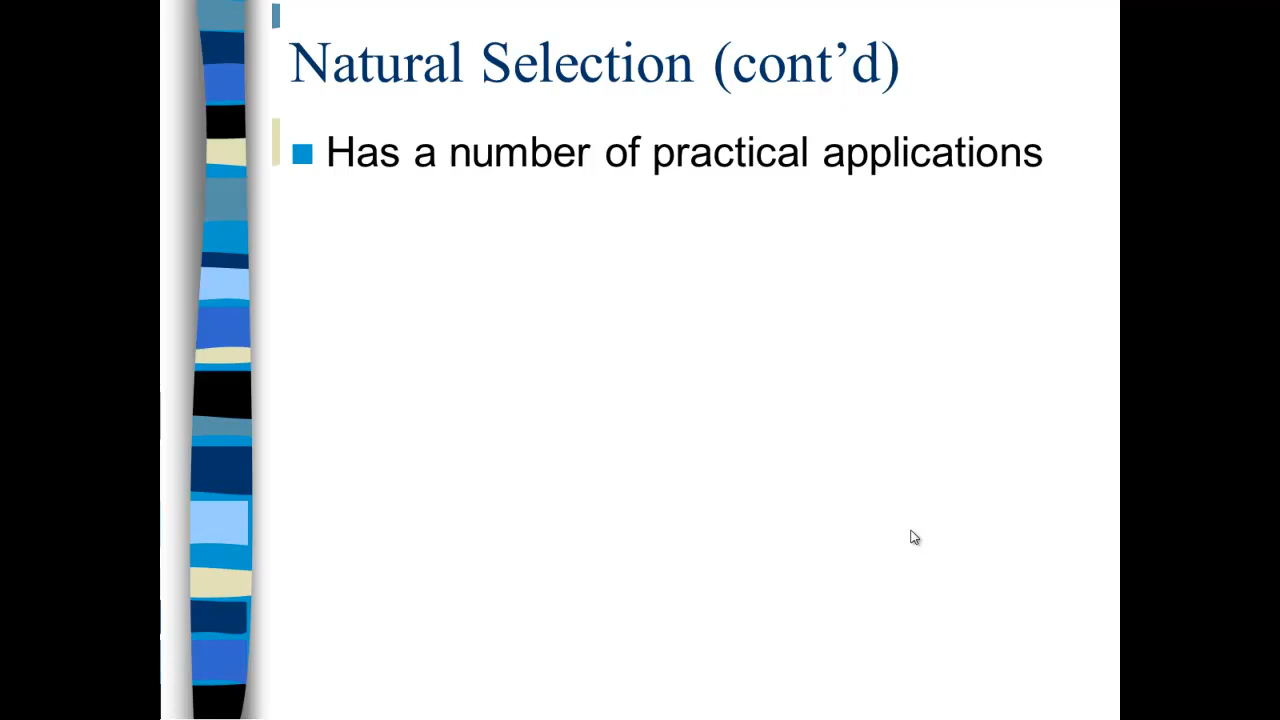 Natural Selection (cont’d)
Has a number of practical applications